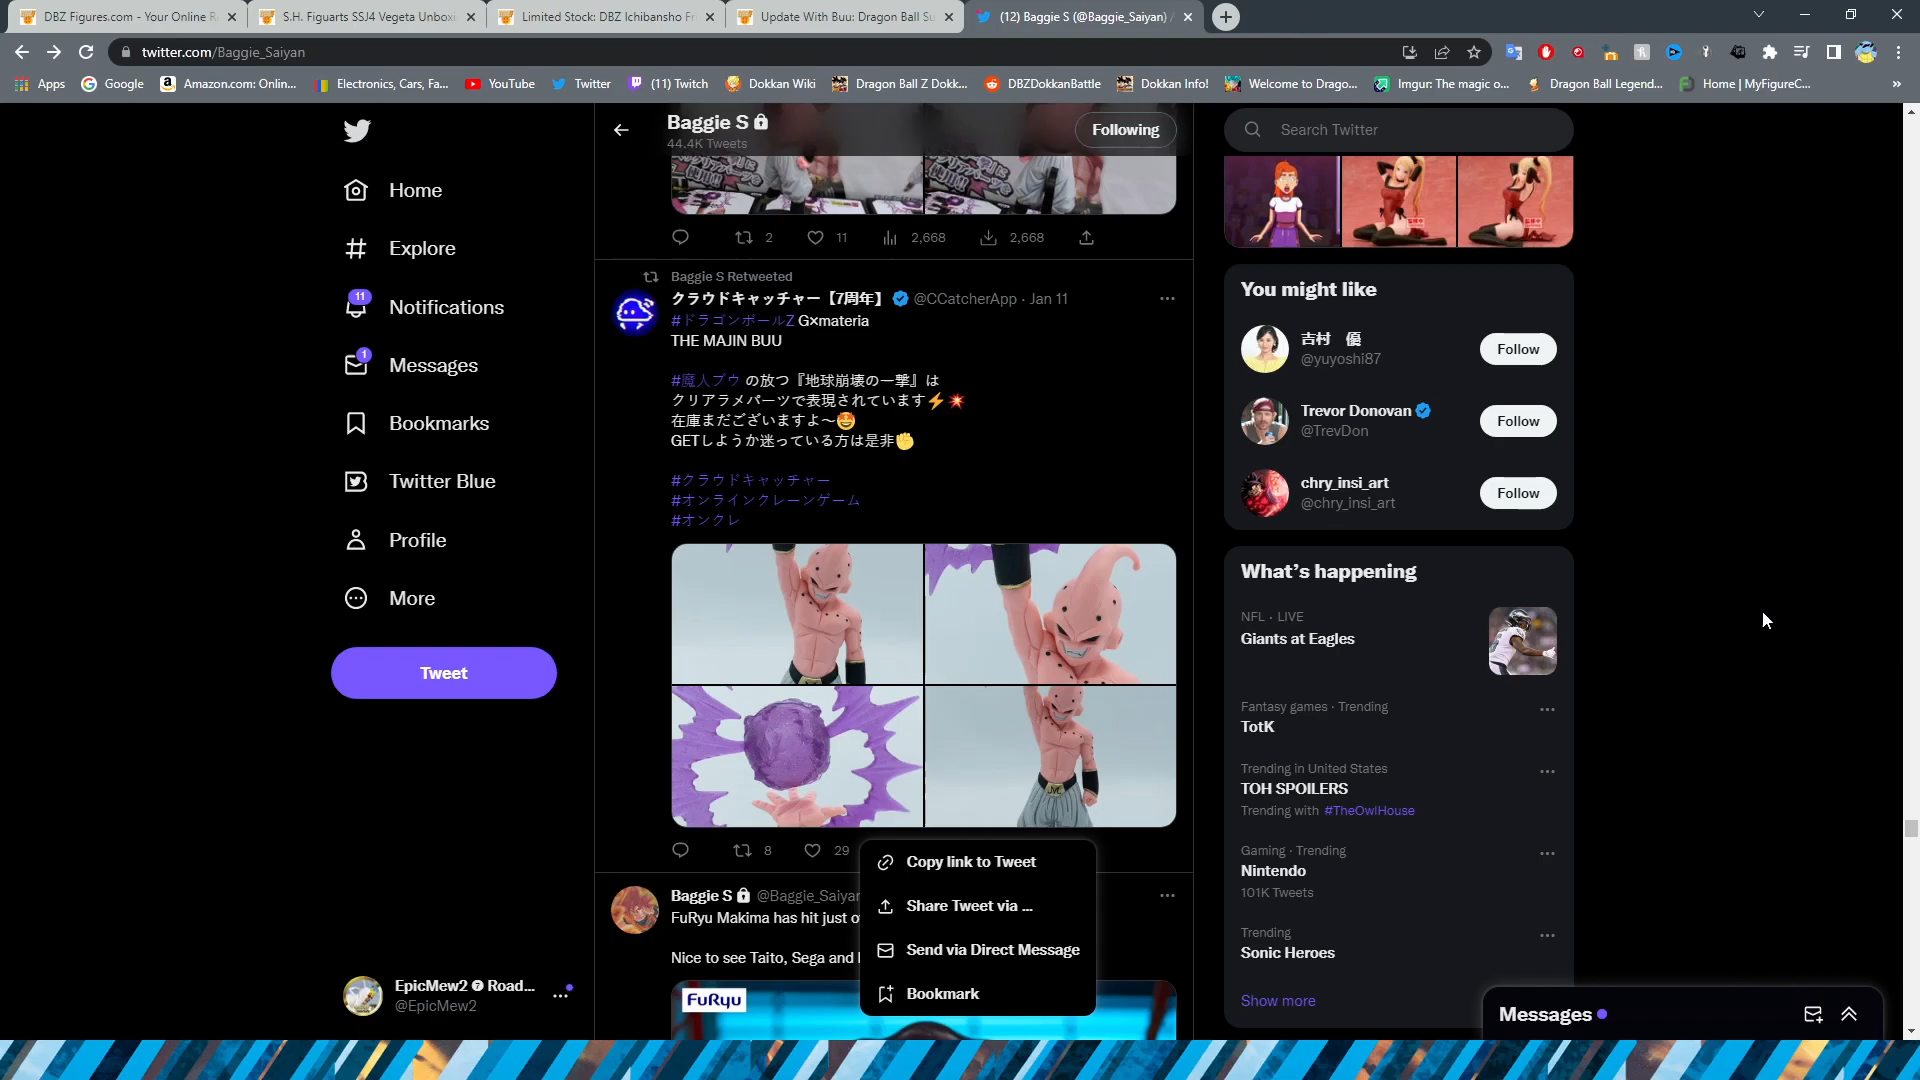 DBZ Figures.com - Your Online R
S.H. Figuarts SSJ4 Vegeta Unboxi
Limited Stock: DBZ Ichibansho Fi
Update With Buu: Dragon Ball Su
(12) Baggie S (@Baggie_Saiyan) /
twitter.com/Baggie_Saiyan
Apps
Google
Amazon.com: Onlin...
Electronics, Cars, Fa...
YouTube
Twitter
(11) Twitch
Dokkan Wiki
Dragon Ball Z Dokk...
DBZDokkanBattle
Dokkan Info!
Welcome to Drago...
Imgur: The magic o...
Dragon Ball Legend...
Home | MyFigureC...
Home
Explore
11
Notifications
1
Messages
Bookmarks
Twitter Blue
Profile
More
Tweet
EpicMew2 ❼ Road...
@EpicMew2
Baggie S
44.4K Tweets
Following
2 11 2,668 2,668
Baggie S Retweeted
クラウドキャッチャー【7周年】 @CCatcherApp · Jan 11
#ドラゴンボールZ G×materia
THE MAJIN BUU
#魔人ブウ の放つ『地球崩壊の一撃』は
クリアラメパーツで表現されています⚡💥
在庫まだございますよ～🤩
GETしようか迷っている方は是非✊
#クラウドキャッチャー
#オンラインクレーンゲーム
#オンクレ
8 29
Copy link to Tweet
Share Tweet via ...
Send via Direct Message
Bookmark
Baggie S @Baggie_Saiyan
FuRyu Makima has hit just o
Nice to see Taito, Sega and
FuRyu
Search Twitter
You might like
吉村 優
@yuyoshi87
Follow
Trevor Donovan
@TrevDon
Follow
chry_insi_art
@chry_insi_art
Follow
What's happening
NFL · LIVE
Giants at Eagles
Fantasy games · Trending
TotK
Trending in United States
TOH SPOILERS
Trending with #TheOwlHouse
Gaming · Trending
Nintendo
101K Tweets
Trending
Sonic Heroes
Show more
Messages